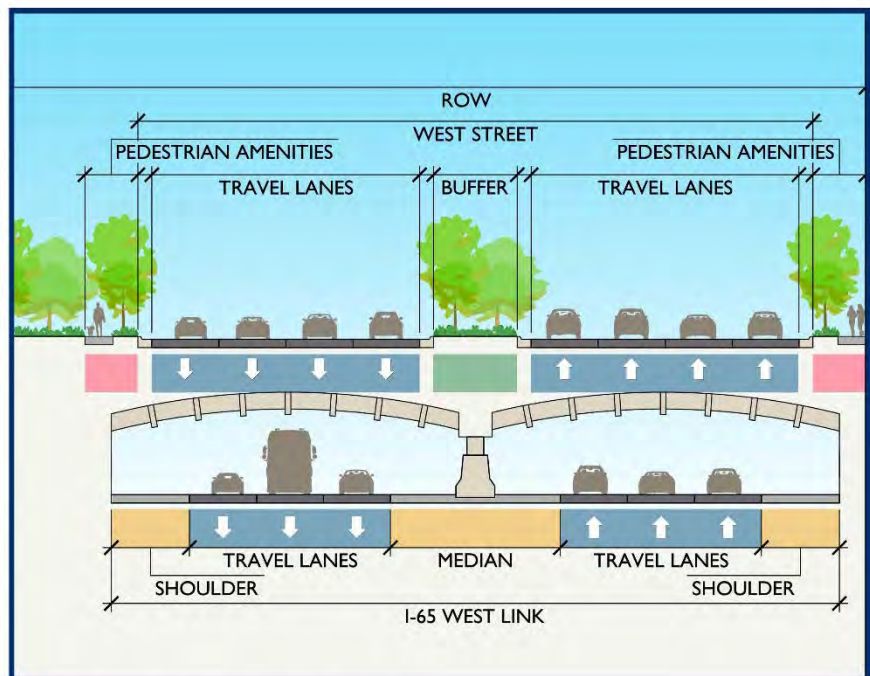 ROW
WEST STREET
PEDESTRIAN AMENITIES
PEDESTRIAN AMENITIES
TRAVEL LANES
BUFFER
TRAVEL LANES
TRAVEL LANES
MEDIAN
TRAVEL LANES
SHOULDER
SHOULDER
I-65 WEST LINK